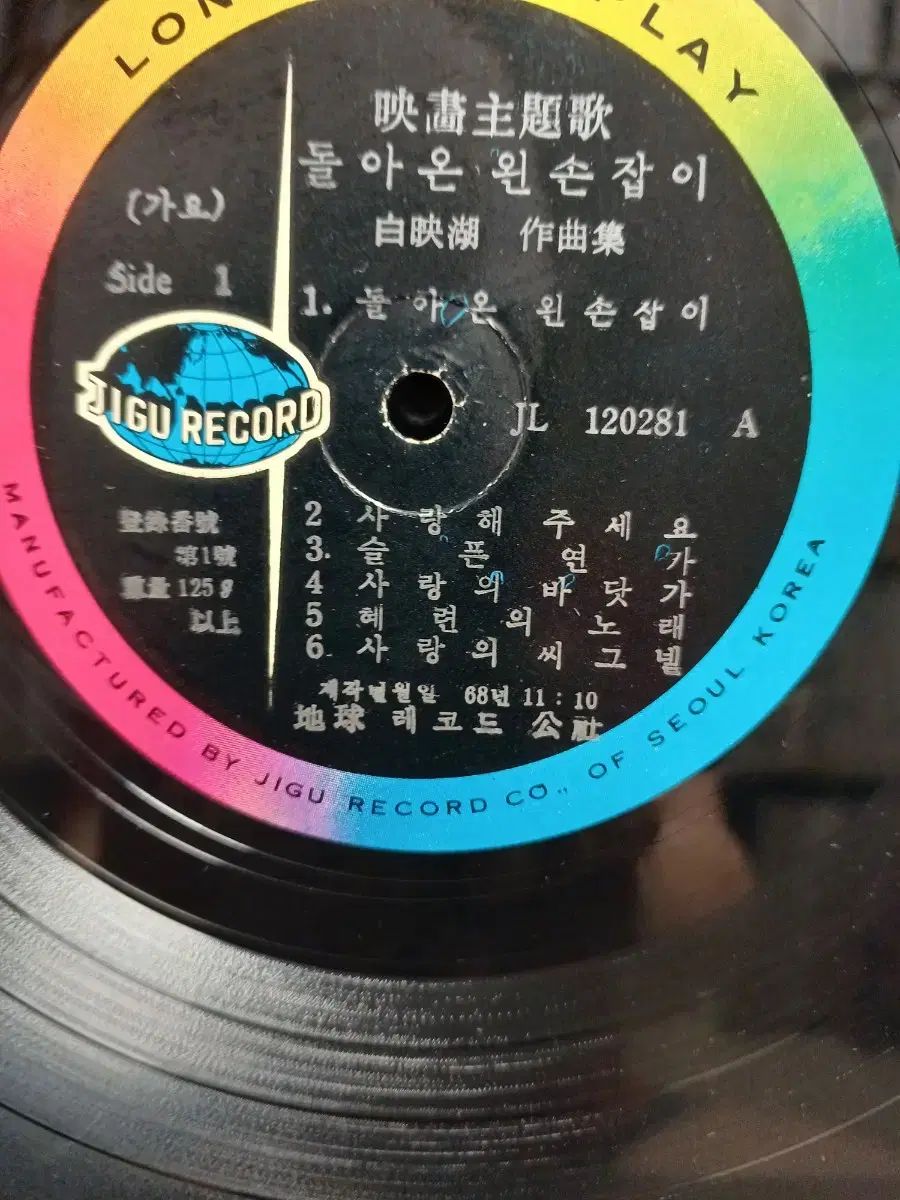 LON
PLAY
映畵主題歌
돌아온 왼손잡이
(가요)
白映湖 作曲集
Side 1
1. 돌아온 왼손잡이
JIGU RECORD
JL 120281 A
登錄番號
第1號
重量 125g
以上
2 사랑해 주세요
3. 슬픈 연가
4 사랑의 바닷가
5 혜련의 노래
6 사랑의 씨그넬
제작년월일 68년 11:10
地球 레코드 公社
MANUFACTURED BY JIGU RECORD CO., OF SEOUL KOREA